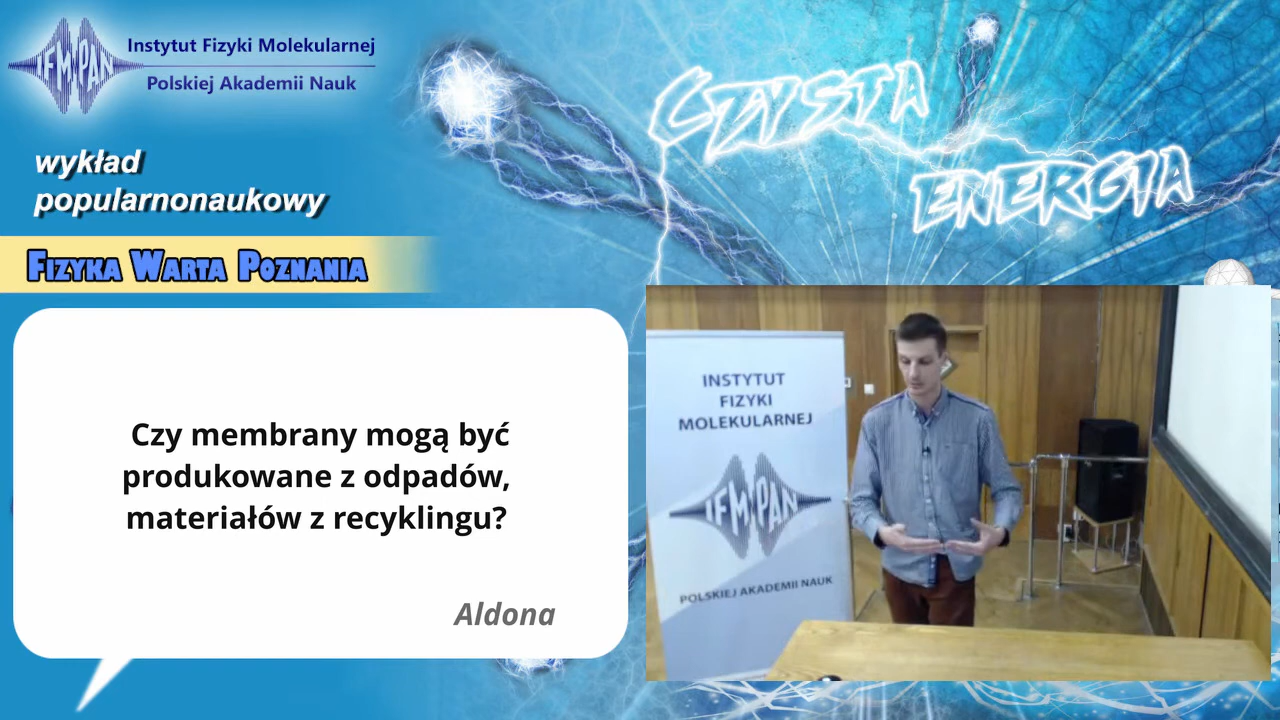 IFM PAN
Instytut Fizyki Molekularnej
Polskiej Akademii Nauk
CZYSTA
ENERGIA
wykład
popularnonaukowy
Fizyka Warta Poznania
Czy membrany mogą być
produkowane z odpadów,
materiałów z recyklingu?
Aldona
INSTYTUT
FIZYKI
MOLEKULARNEJ
IFM PAN
POLSKIEJ AKADEMII NAUK